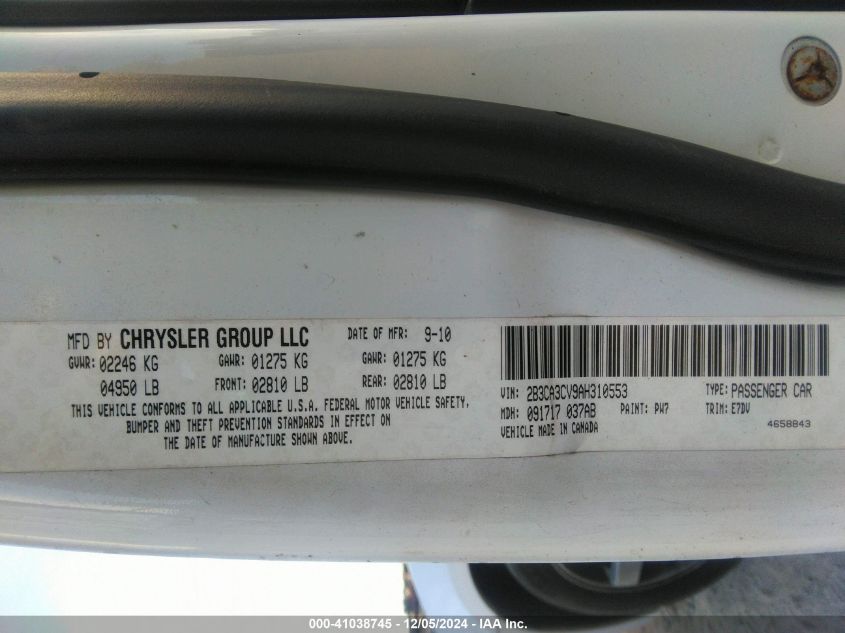 MFD BY CHRYSLER GROUP LLC DATE OF MFR: 9-10
GVWR: 02246 KG GAWR: 01275 KG GAWR: 01275 KG
04950 LB FRONT: 02810 LB REAR: 02810 LB
THIS VEHICLE CONFORMS TO ALL APPLICABLE U.S.A. FEDERAL MOTOR VEHICLE SAFETY,
BUMPER AND THEFT PREVENTION STANDARDS IN EFFECT ON
THE DATE OF MANUFACTURE SHOWN ABOVE.
VIN: 2B3CA3CV9AH310553 TYPE: PASSENGER CAR
MDH: 091717 037AB PAINT: PW7 TRIM: E7DV
VEHICLE MADE IN CANADA 4658843
000-41038745 - 12/05/2024 - IAA Inc.